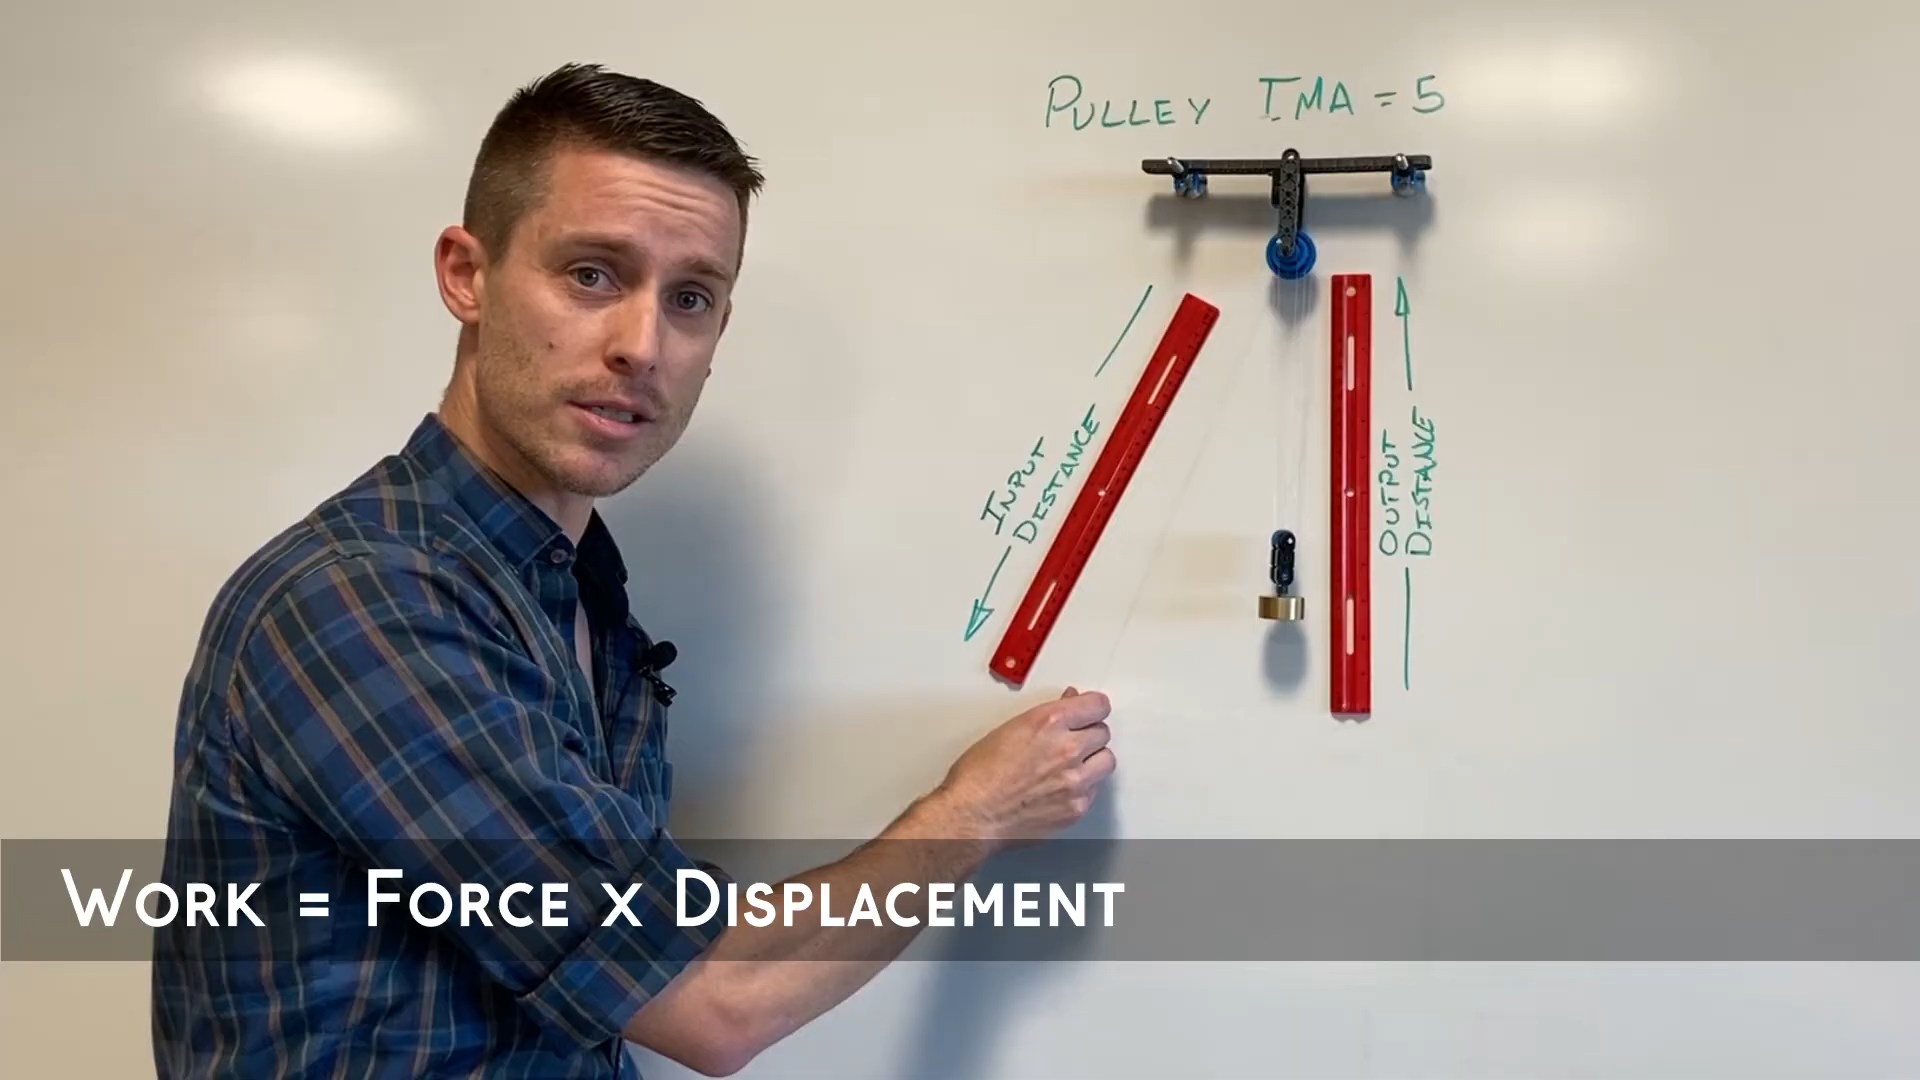 PULLEY IMA = 5
INPUT
DISTANCE
OUTPUT
DISTANCE
WORK = FORCE X DISPLACEMENT